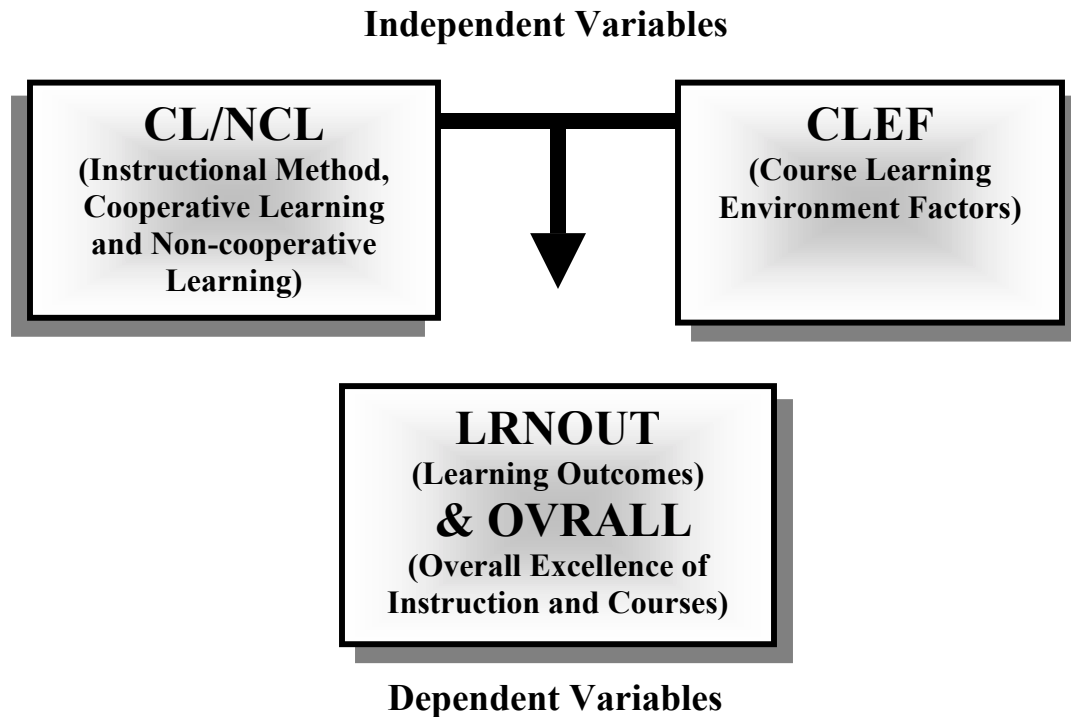 Independent Variables
CL/NCL
(Instructional Method,
Cooperative Learning
and Non-cooperative
Learning)
CLEF
(Course Learning
Environment Factors)
LRNOUT
(Learning Outcomes)
& OVRALL
(Overall Excellence of
Instruction and Courses)
Dependent Variables